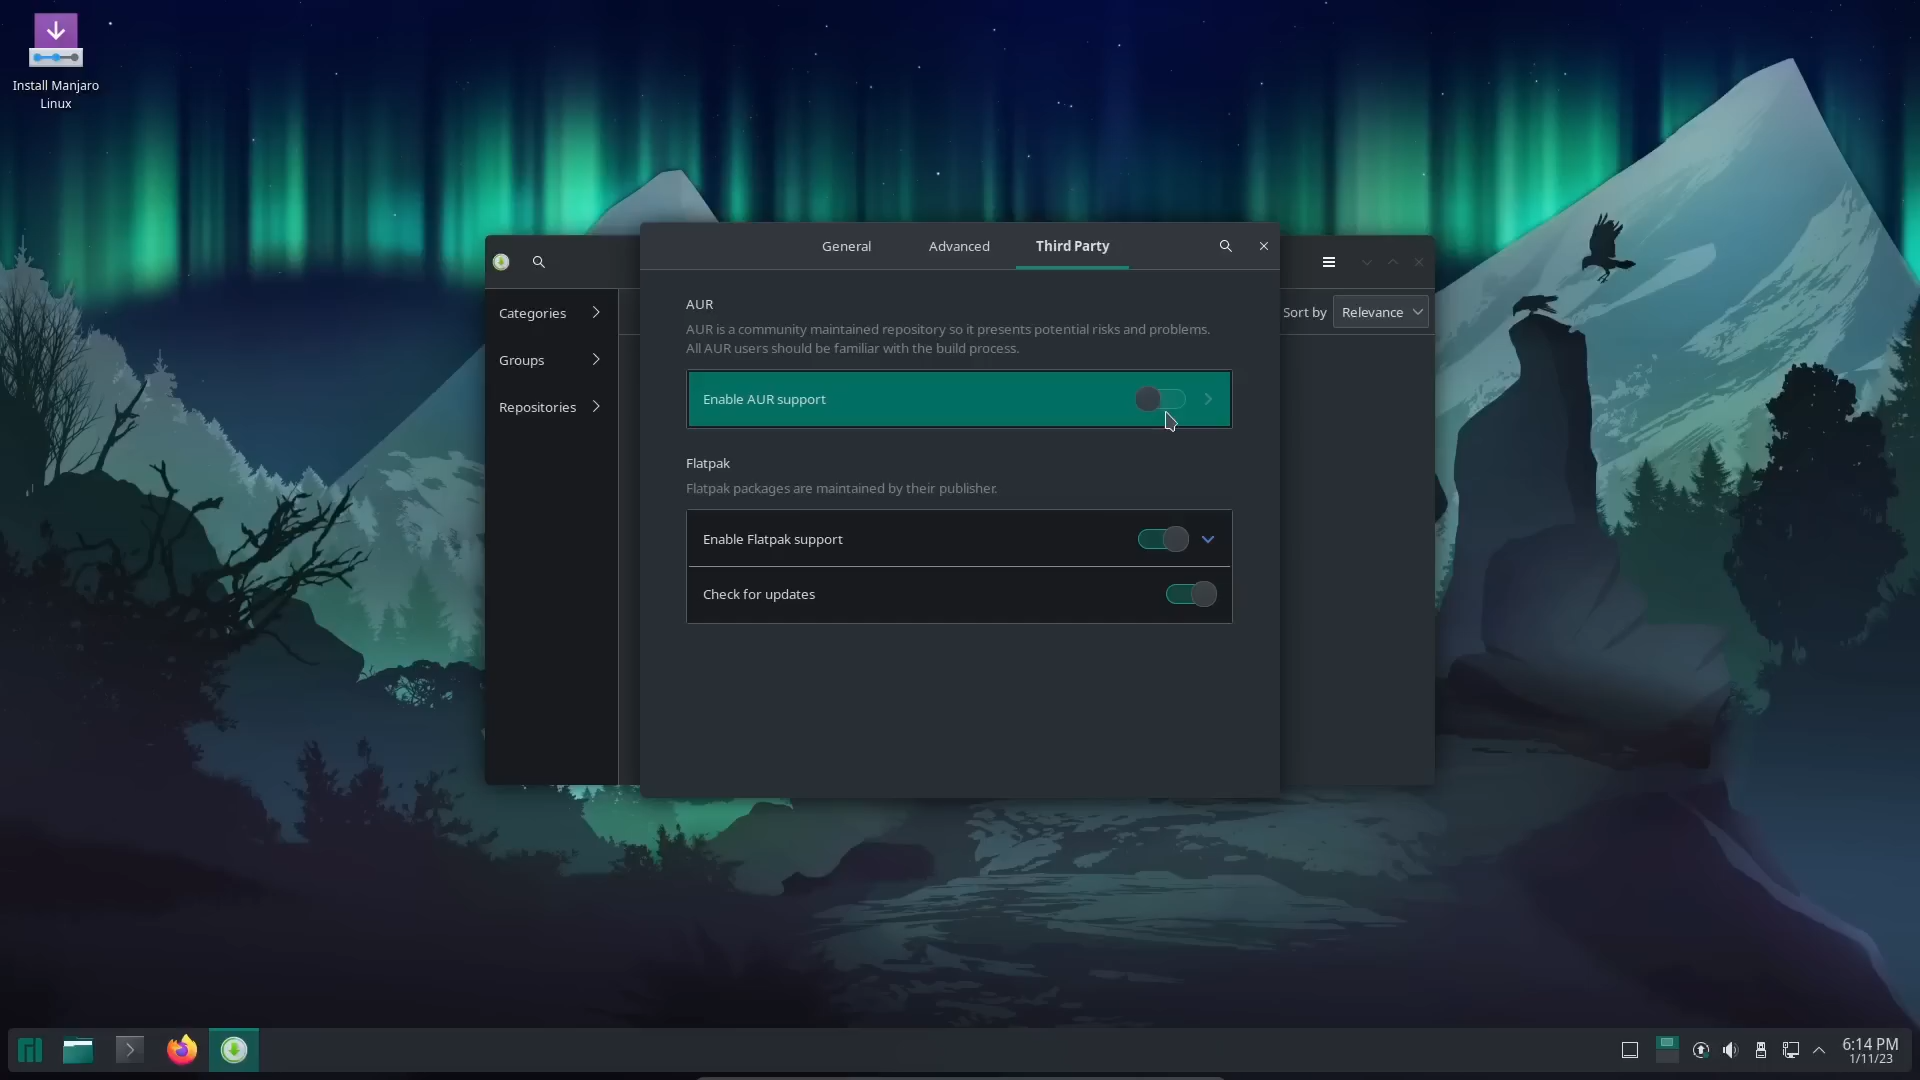 Install Manjaro
Linux
General
Advanced
Third Party
Categories
Groups
Repositories
Sort by
Relevance
AUR
AUR is a community maintained repository so it presents potential risks and problems.
All AUR users should be familiar with the build process.
Enable AUR support
Flatpak
Flatpak packages are maintained by their publisher.
Enable Flatpak support
Check for updates
6:14 PM
1/11/23